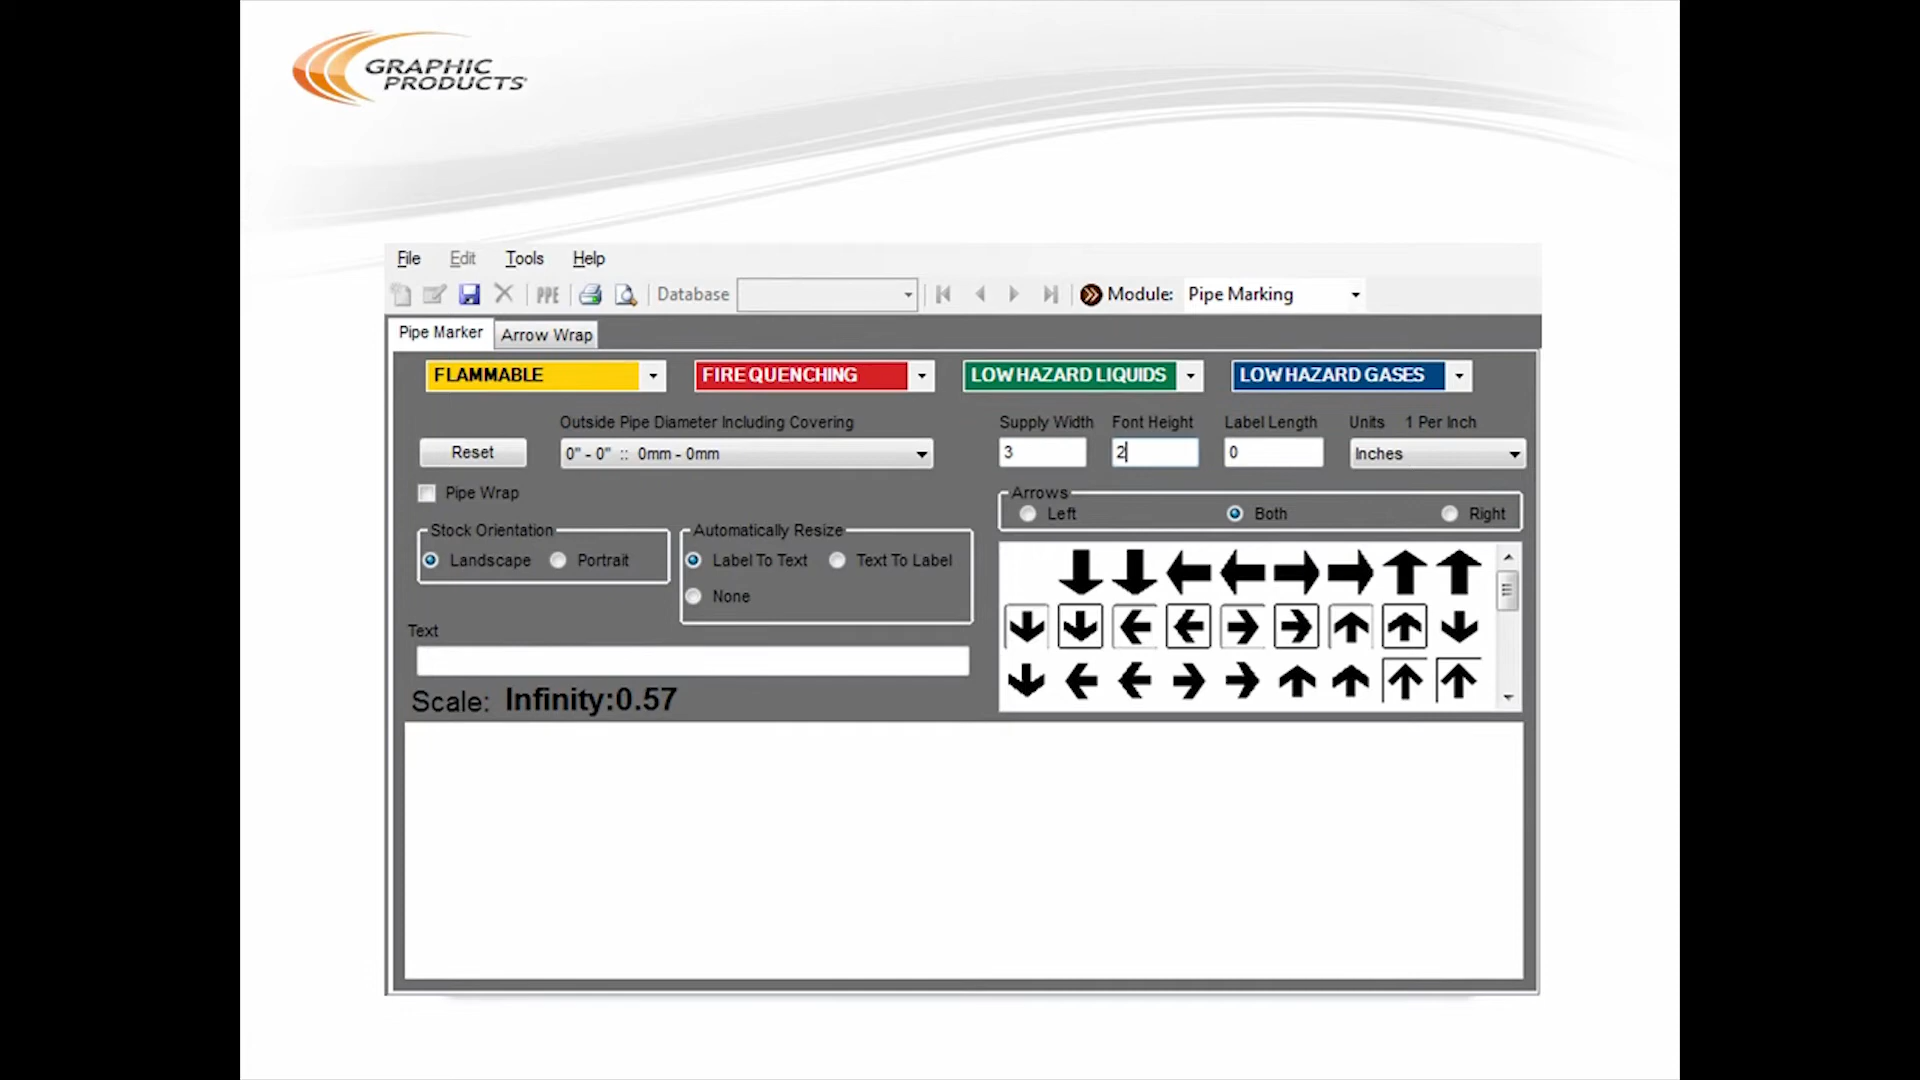 GRAPHIC
PRODUCTS
File Edit Tools Help
PPE Database Module: Pipe Marking
Pipe Marker Arrow Wrap
FLAMMABLE FIRE QUENCHING LOW HAZARD LIQUIDS LOW HAZARD GASES
Outside Pipe Diameter Including Covering Supply Width Font Height Label Length Units 1 Per Inch
Reset 0" - 0" :: 0mm - 0mm 3 2 0 Inches
Pipe Wrap Arrows
Left Both Right
Stock Orientation Automatically Resize
Landscape Portrait Label To Text Text To Label
None
Text
Scale: Infinity:0.57